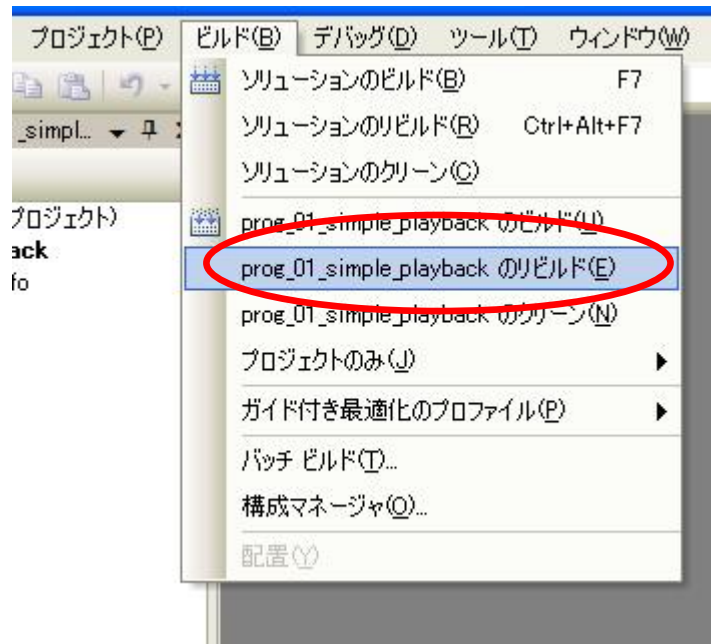 プロジェクト(P) ビルド(B) デバッグ(D) ツール(T) ウィンドウ(W)
ソリューションのビルド(B) F7
_simpl...
ソリューションのリビルド(R) Ctrl+Alt+F7
ソリューションのクリーン(C)
プロジェクト)
prog_01_simple_playback のビルド(U)
ack
prog_01_simple_playback のリビルド(E)
fo
prog_01_simple_playback のクリーン(N)
プロジェクトのみ(J)
ガイド付き最適化のプロファイル(P)
バッチ ビルド(T)...
構成マネージャ(O)...
配置(Y)